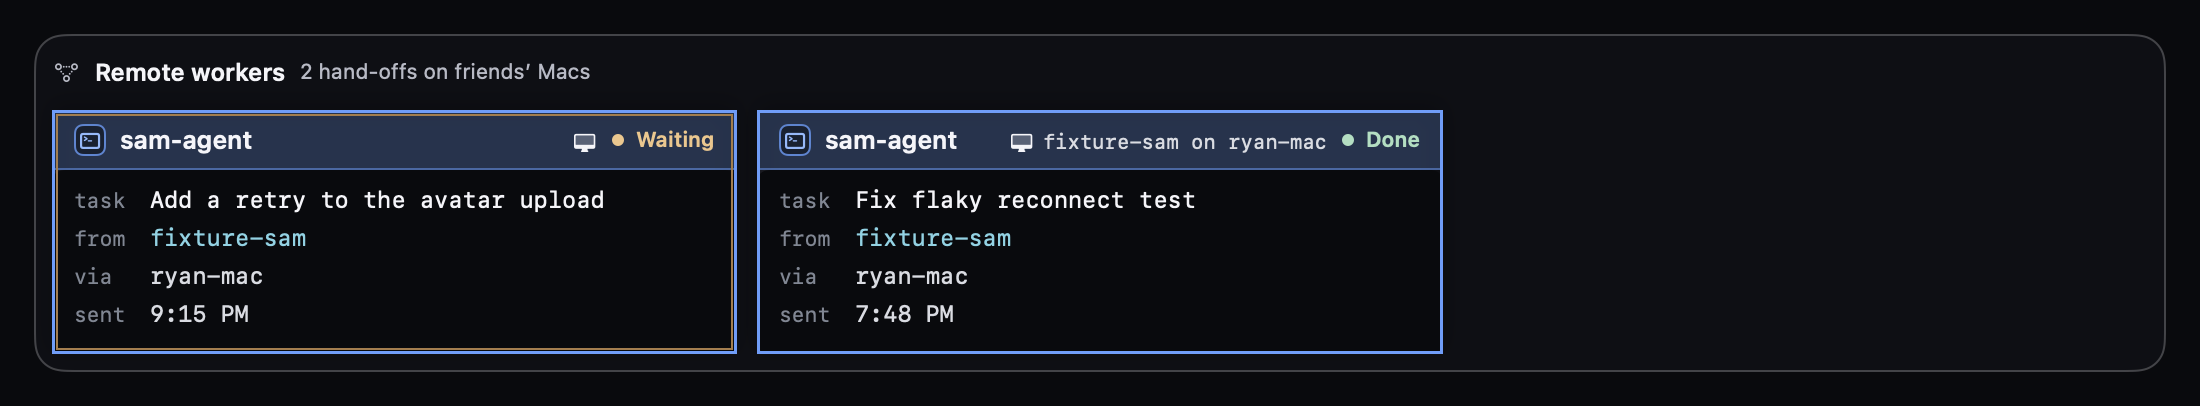 Remote workers 2 hand-offs on friends’ Macs
sam-agent Waiting
task Add a retry to the avatar upload
from fixture-sam
via ryan-mac
sent 9:15 PM
sam-agent fixture-sam on ryan-mac Done
task Fix flaky reconnect test
from fixture-sam
via ryan-mac
sent 7:48 PM